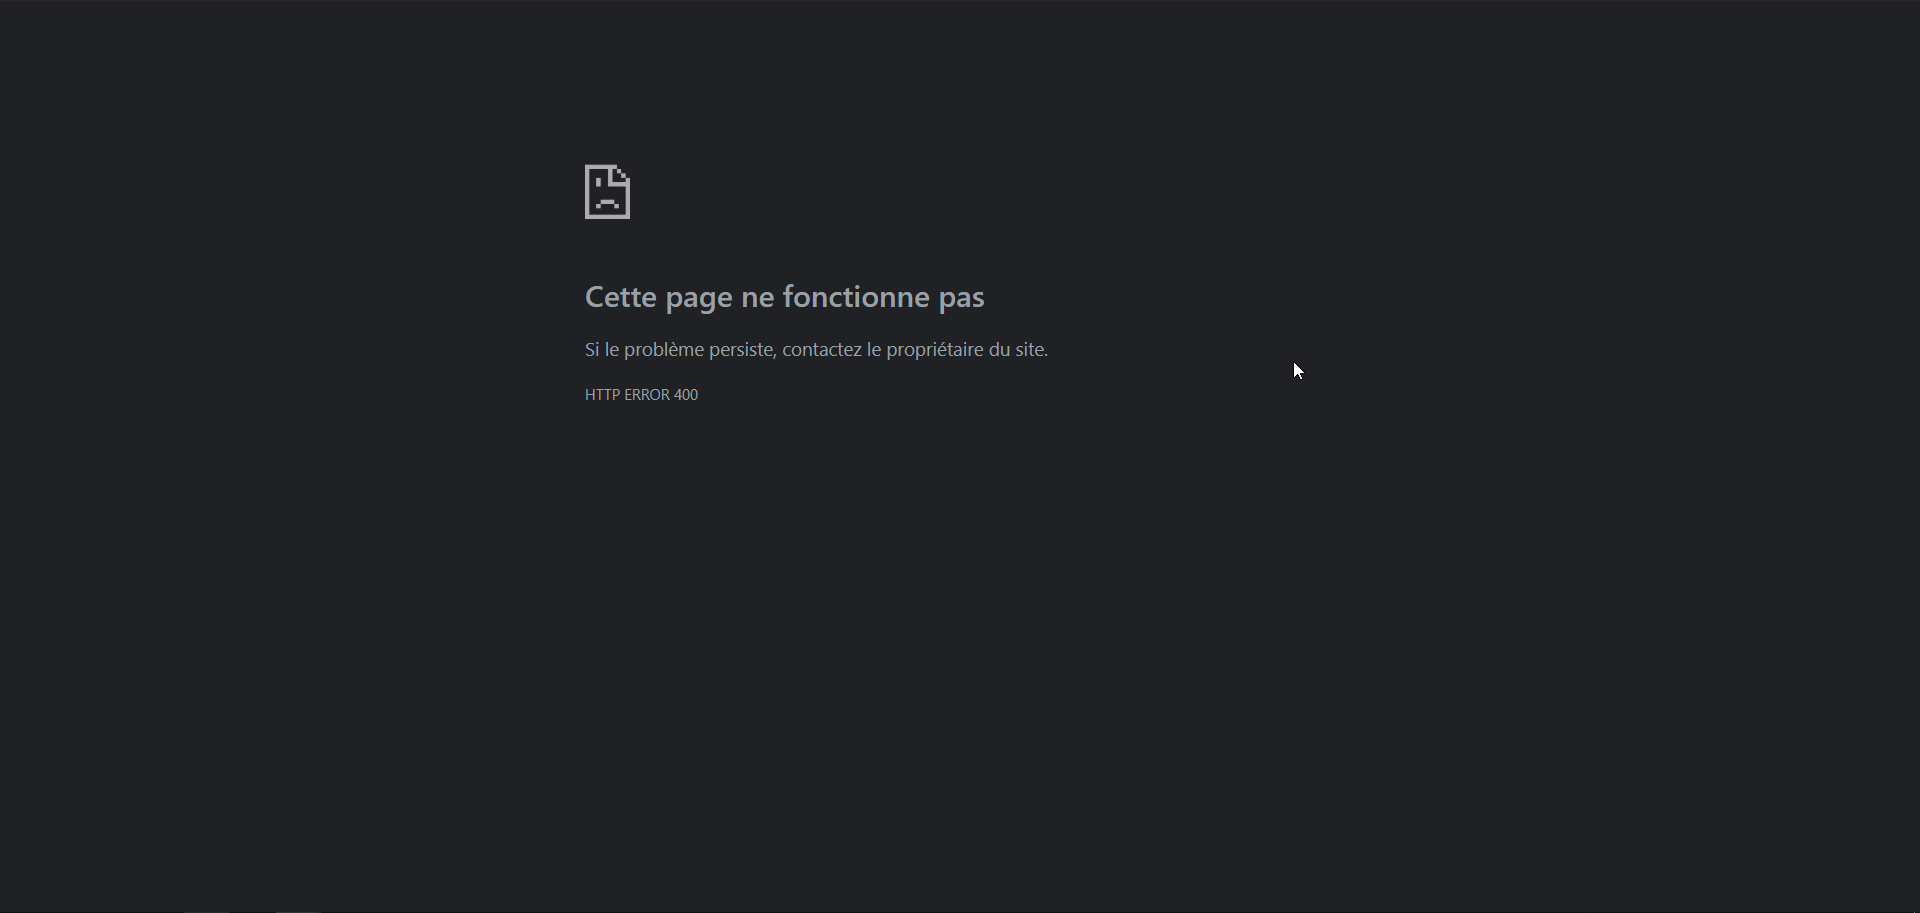 Cette page ne fonctionne pas
Si le problème persiste, contactez le propriétaire du site.
HTTP ERROR 400